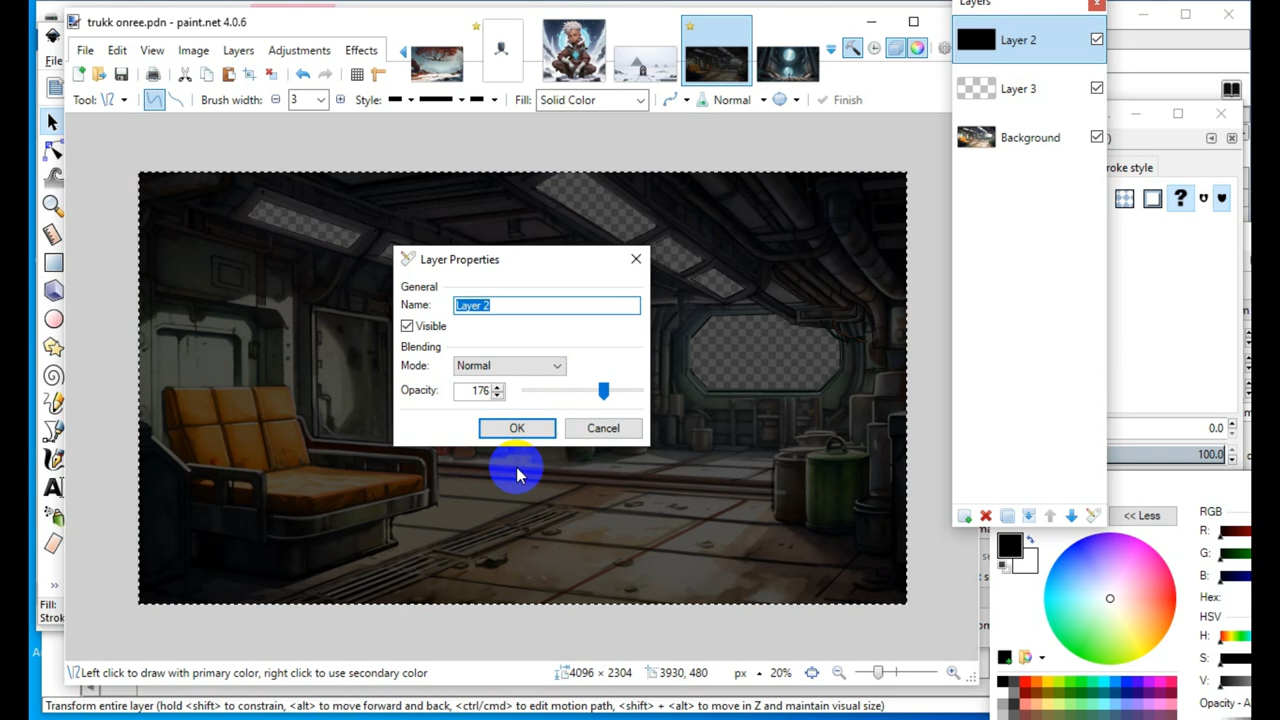 trukk onree.pdn - paint.net 4.0.6
Layers
File Edit View Image Layers Adjustments Effects
File
Tool: Brush width: 3 Style: Fill: Solid Color Normal Finish
Layer 2
Layer 3
Background
roke style
?
Layer Properties
General
Name: Layer 2
Visible
Blending
Mode: Normal
Opacity: 176
OK Cancel
A
0.0
100.0
<< Less
RGB
R:
G:
B:
Hex:
HSV
H:
S:
V:
Opacity - A
Fill:
Strok
Left click to draw with primary color, right click to use secondary color
4096 × 2304 3930, 480 px 20%
Transform entire layer (hold <shift> to constrain, <alt> to move forward and back, <ctrl/cmd> to edit motion path, <shift> + <alt> to move in Z and maintain visual size)